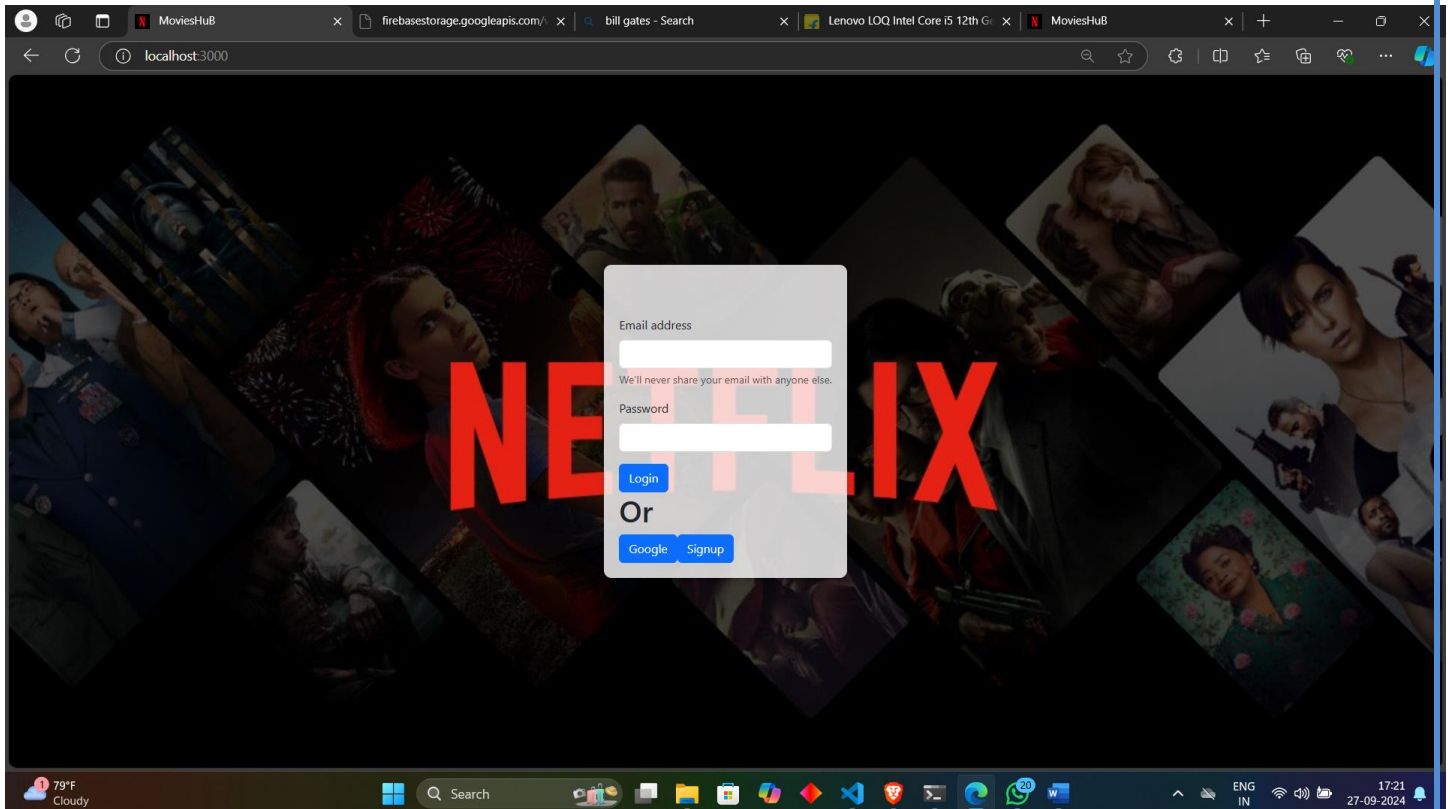 MoviesHuB
firebasestorage.googleapis.com/
bill gates - Search
Lenovo LOQ Intel Core i5 12th Ge
MoviesHuB
localhost:3000
NETFLIX
Email address
We'll never share your email with anyone else.
Password
Login
Or
Google Signup
1
79°F
Cloudy
Search
20
ENG
IN
17:21
27-09-2024